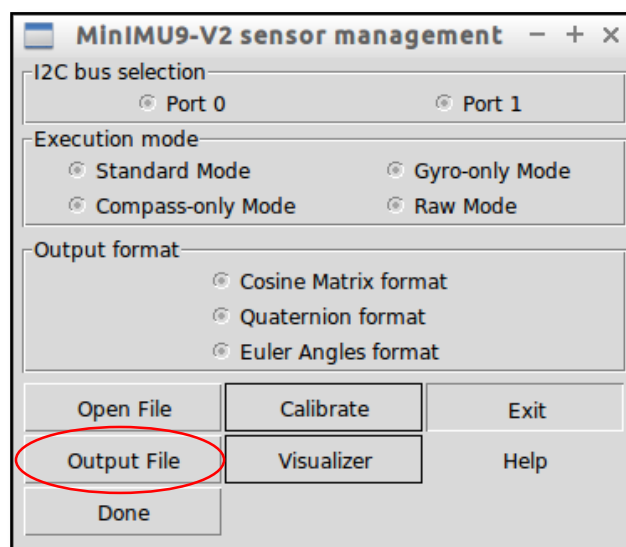 MinIMU9-V2 sensor management
I2C bus selection
Port 0 Port 1
Execution mode
Standard Mode Gyro-only Mode
Compass-only Mode Raw Mode
Output format
Cosine Matrix format
Quaternion format
Euler Angles format
Open File Calibrate Exit
Output File Visualizer Help
Done